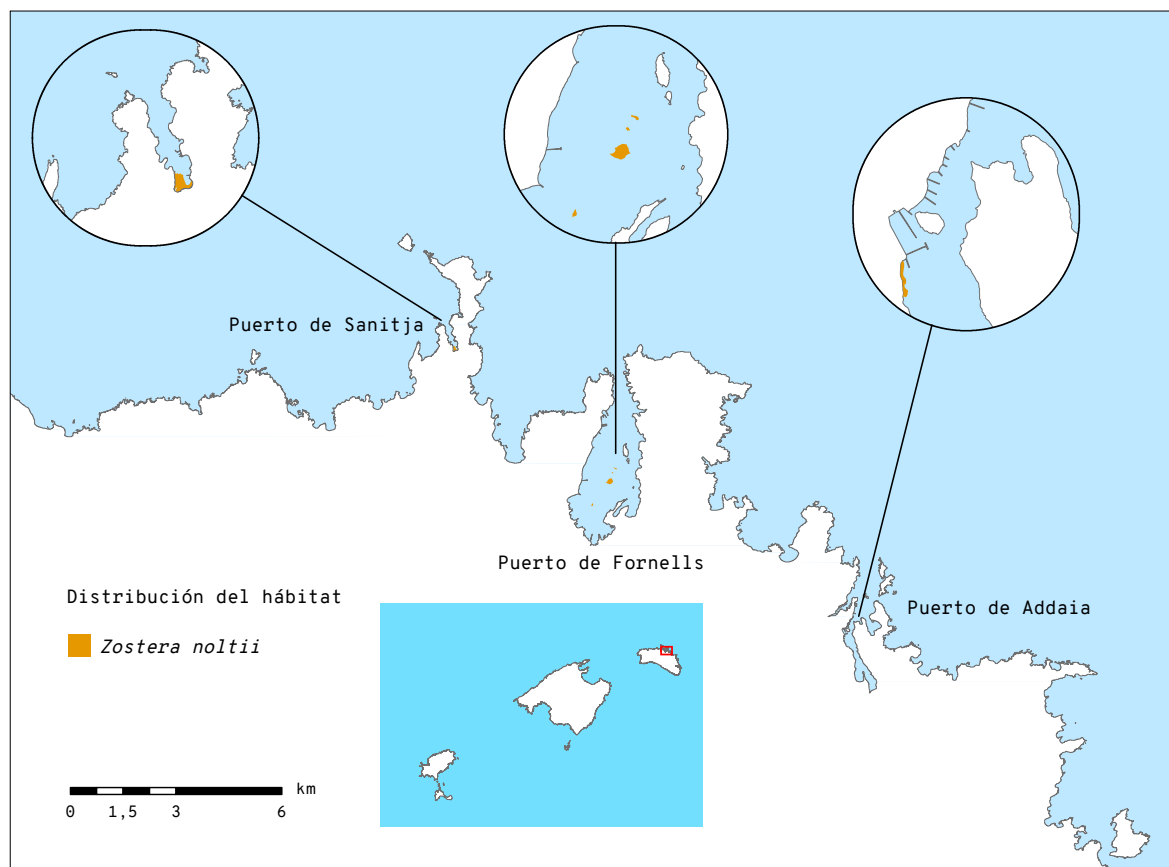 Puerto de Sanitja
Puerto de Fornells
Puerto de Addaia
Distribución del hábitat
Zostera noltii
km
0 1,5 3 6